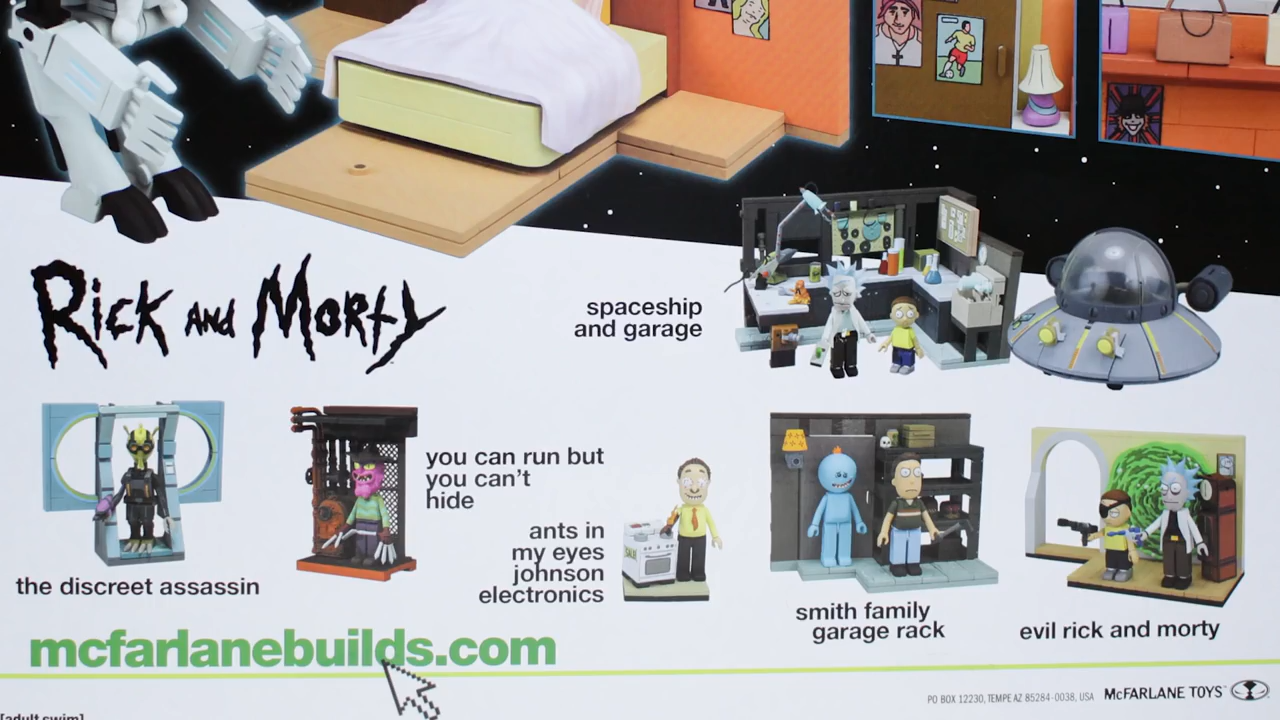 Rick and Morty
spaceship
and garage
you can run but
you can't
hide
ants in
my eyes
johnson
electronics
SALE
the discreet assassin
smith family
garage rack
evil rick and morty
mcfarlanebuilds.com
PO BOX 12230, TEMPE AZ 85284-0038, USA
McFARLANE TOYS
[adult swim]